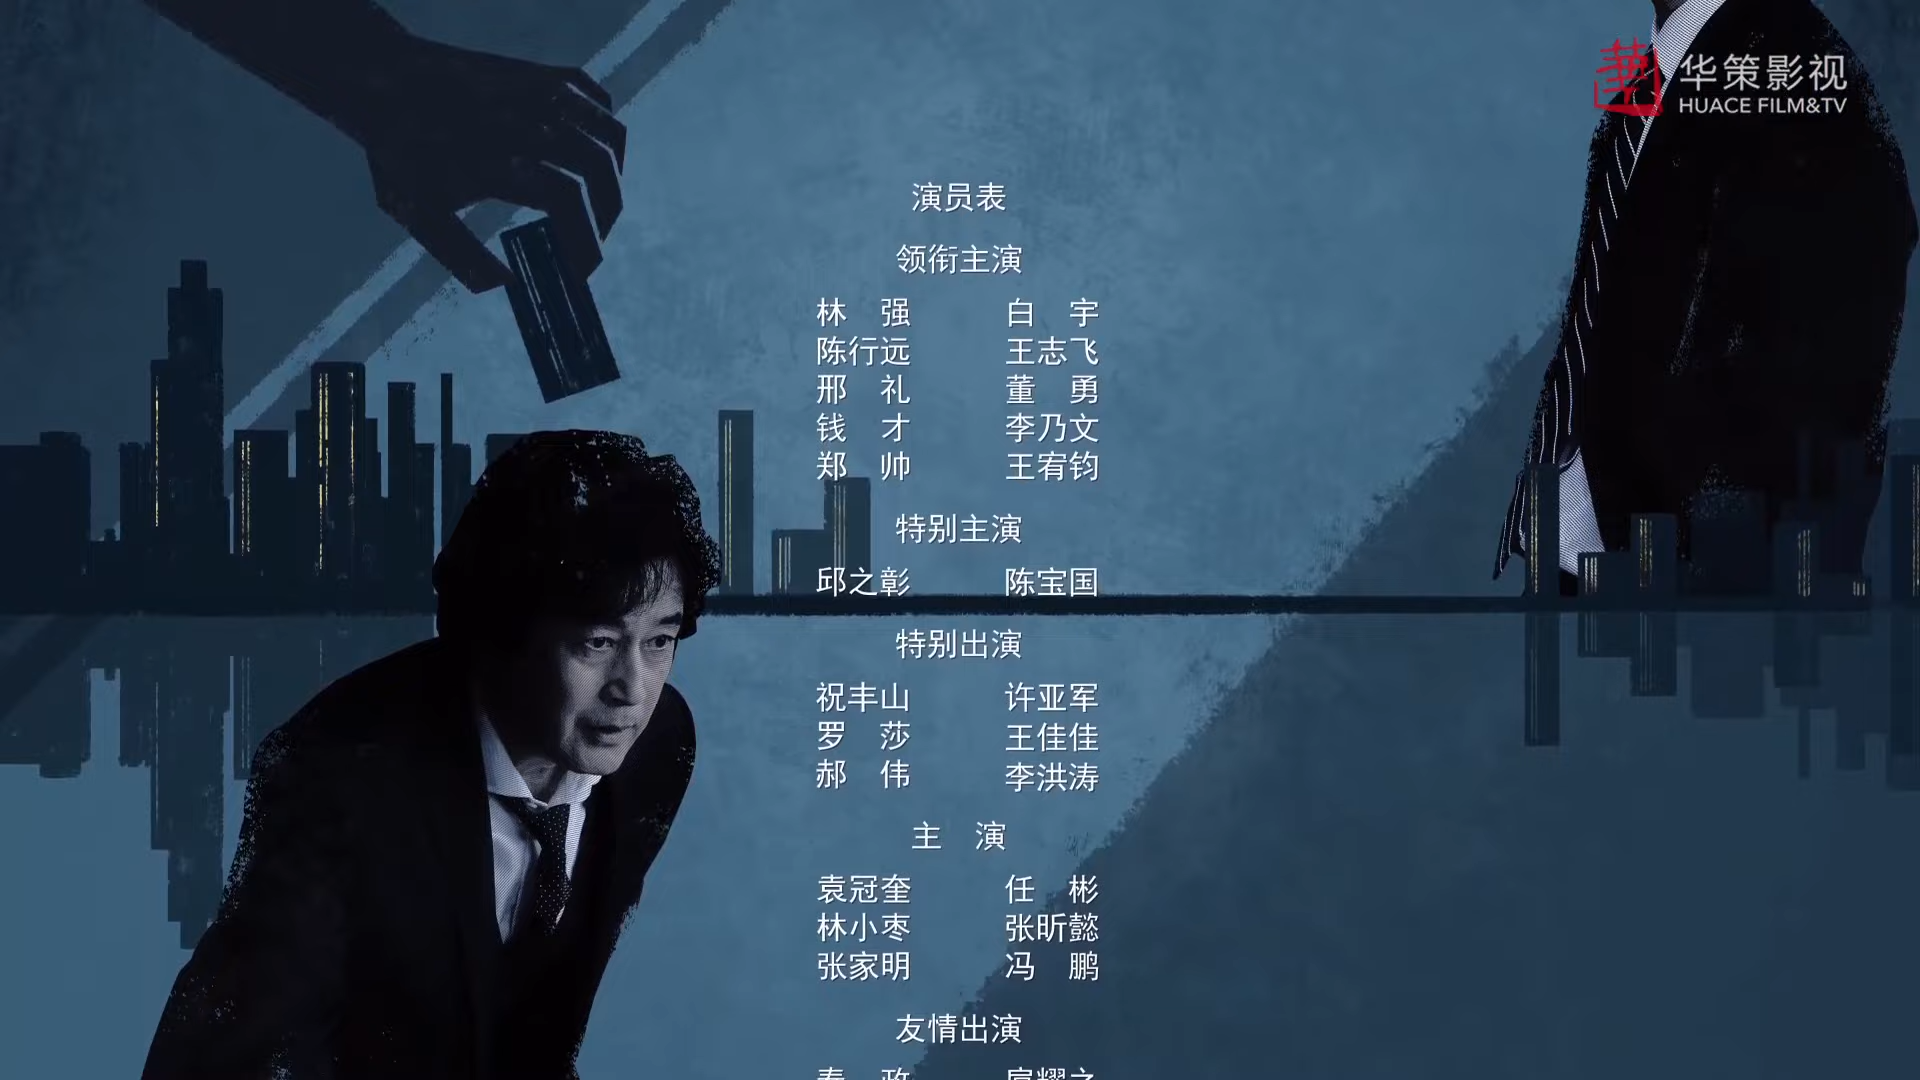 华策影视
HUACE FILM&TV
演员表
领衔主演
林 强 白 宇
陈行远 王志飞
邢 礼 董 勇
钱 才 李乃文
郑 帅 王宥钧
特别主演
邱之彰 陈宝国
特别出演
祝丰山 许亚军
罗 莎 王佳佳
郝 伟 李洪涛
主 演
袁冠奎 任 彬
林小枣 张昕懿
张家明 冯 鹏
友情出演